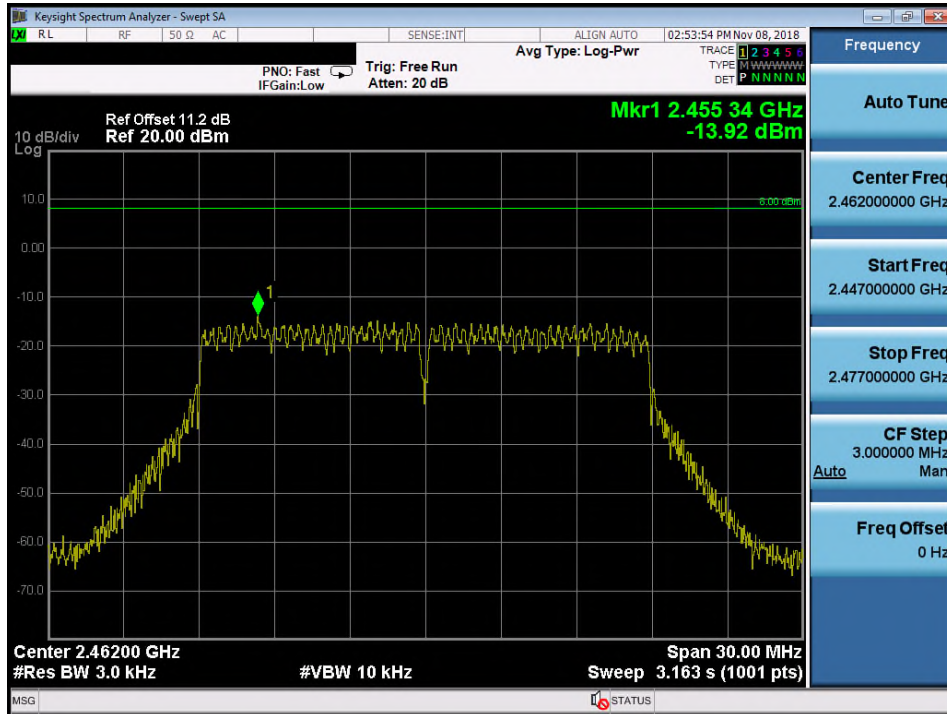 Keysight Spectrum Analyzer - Swept SA
LXI RL RF 50 Ω AC SENSE:INT ALIGN AUTO 02:53:54 PM Nov 08, 2018
PNO: Fast
IFGain:Low
Trig: Free Run
Atten: 20 dB
Avg Type: Log-Pwr
TRACE 1 2 3 4 5 6
TYPE M WWWWW
DET P N N N N N
Mkr1 2.455 34 GHz
-13.92 dBm
Ref Offset 11.2 dB
10 dB/div Ref 20.00 dBm
Log
10.0
8.00 dBm
0.00
1
-10.0
-20.0
-30.0
-40.0
-50.0
-60.0
-70.0
Center 2.46200 GHz Span 30.00 MHz
#Res BW 3.0 kHz #VBW 10 kHz Sweep 3.163 s (1001 pts)
MSG STATUS
Frequency
Auto Tune
Center Freq
2.462000000 GHz
Start Freq
2.447000000 GHz
Stop Freq
2.477000000 GHz
CF Step
3.000000 MHz
Auto Man
Freq Offset
0 Hz